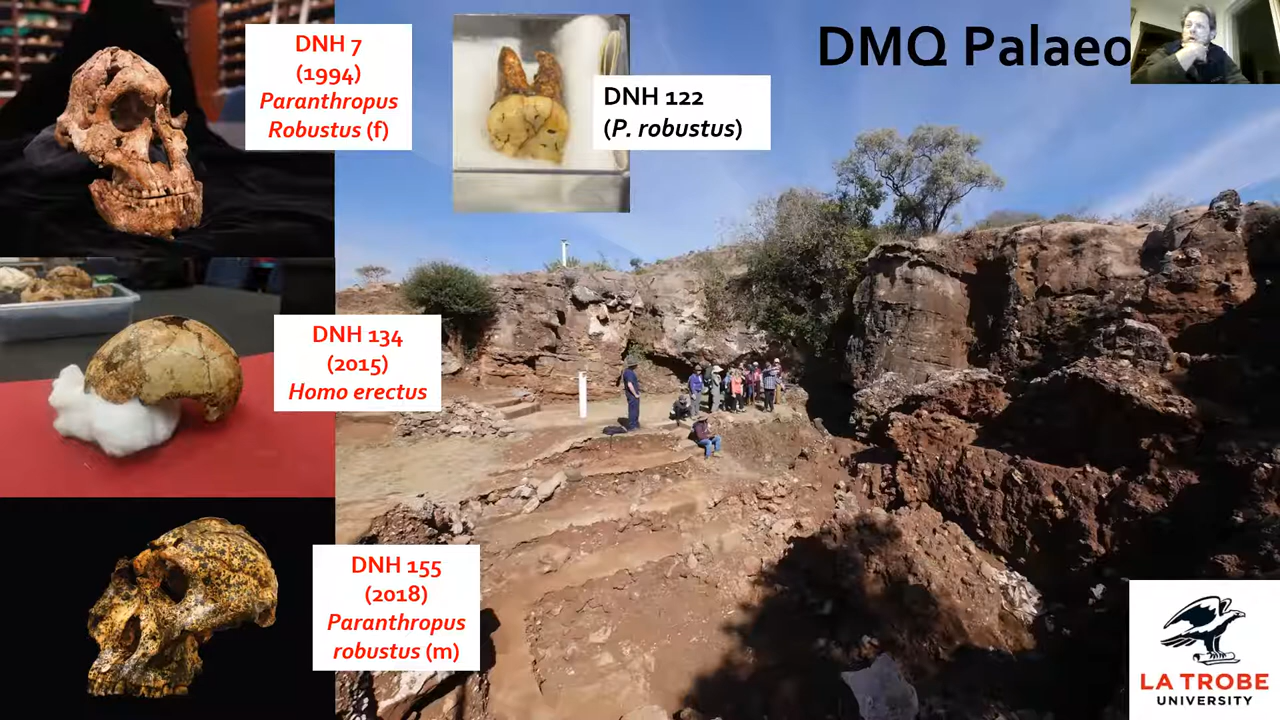 DMQ Palaeo
DNH 7
(1994)
Paranthropus
Robustus (f)
DNH 122
(P. robustus)
DNH 134
(2015)
Homo erectus
DNH 155
(2018)
Paranthropus
robustus (m)
LA TROBE
UNIVERSITY